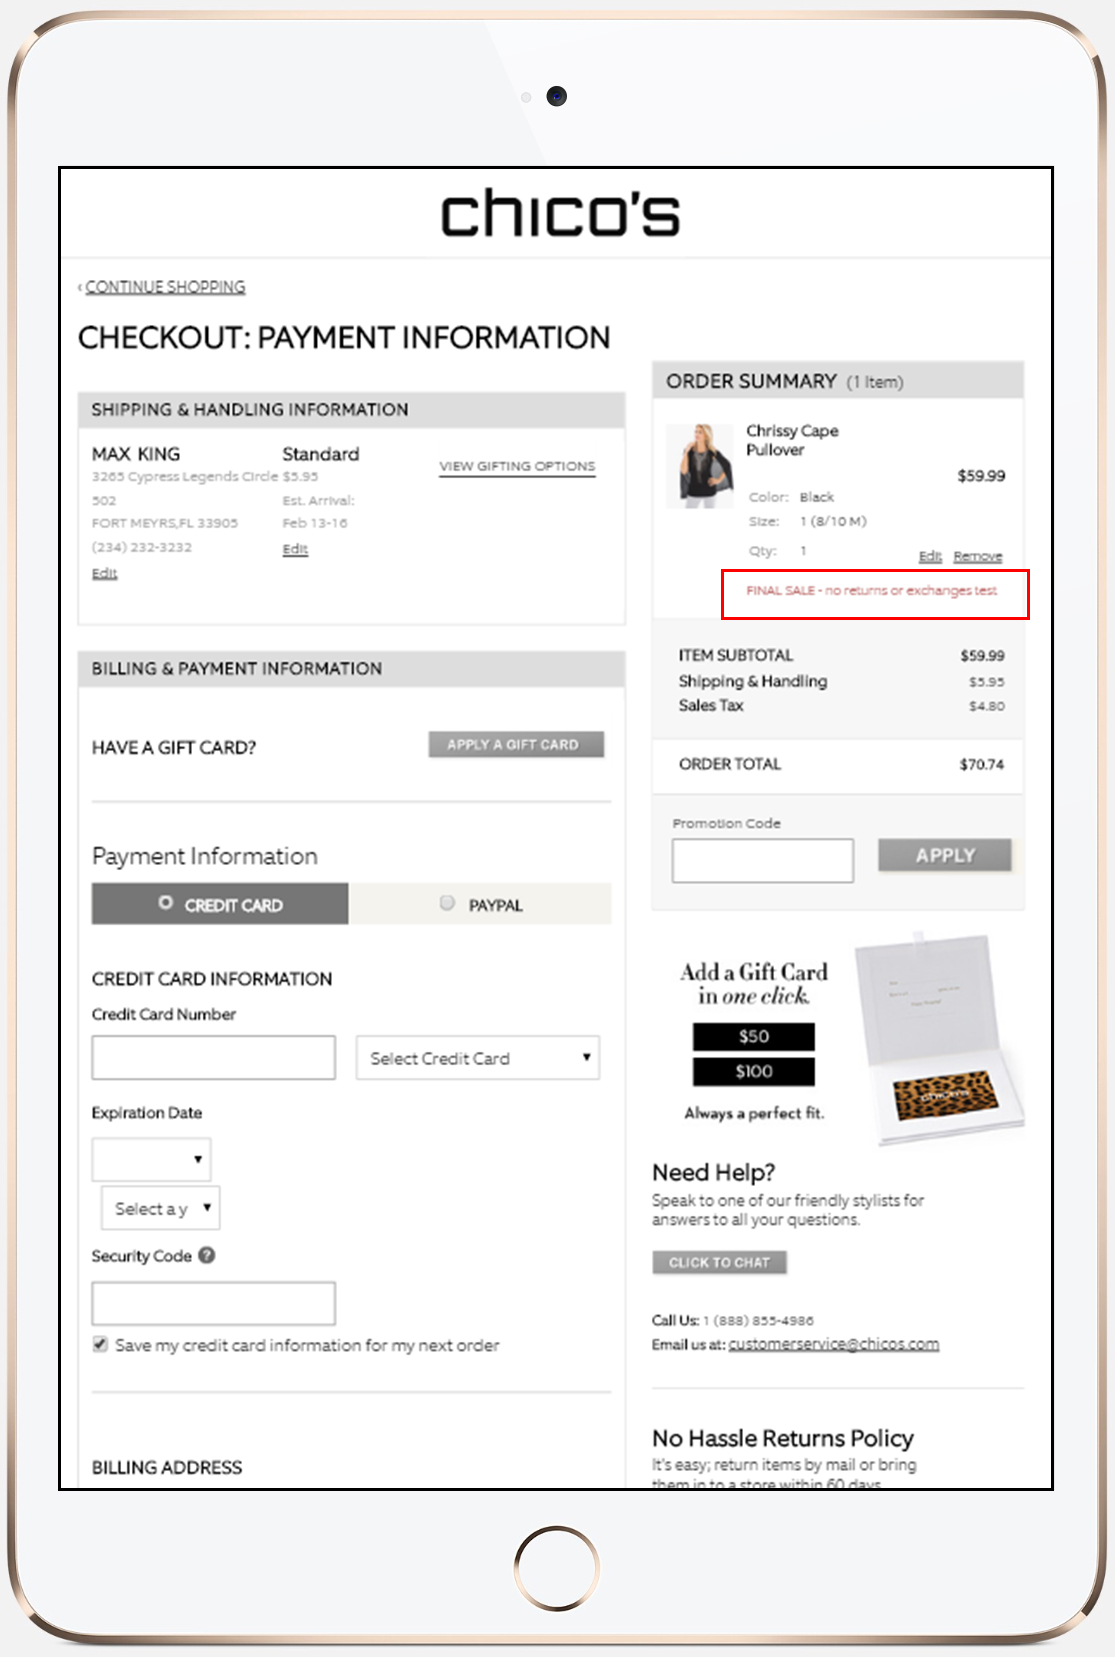 chico's
‹ CONTINUE SHOPPING
CHECKOUT: PAYMENT INFORMATION
SHIPPING & HANDLING INFORMATION
MAX KING
3265 Cypress Legends Circle
502
FORT MEYRS,FL 33905
(234) 232-3232
Edit
Standard
$5.95
Est. Arrival:
Feb 13-16
Edit
VIEW GIFTING OPTIONS
BILLING & PAYMENT INFORMATION
HAVE A GIFT CARD?
APPLY A GIFT CARD
Payment Information
CREDIT CARD
PAYPAL
CREDIT CARD INFORMATION
Credit Card Number
Select Credit Card
Expiration Date
Select a y
Security Code ?
Save my credit card information for my next order
BILLING ADDRESS
ORDER SUMMARY (1 Item)
Chrissy Cape
Pullover
$59.99
Color: Black
Size: 1 (8/10 M)
Qty: 1
Edit Remove
FINAL SALE - no returns or exchanges test
ITEM SUBTOTAL $59.99
Shipping & Handling $5.95
Sales Tax $4.80
ORDER TOTAL $70.74
Promotion Code
APPLY
Add a Gift Card
in one click.
$50
$100
Always a perfect fit.
chico's
Need Help?
Speak to one of our friendly stylists for
answers to all your questions.
CLICK TO CHAT
Call Us: 1 (888) 855-4986
Email us at: customerservice@chicos.com
No Hassle Returns Policy
It's easy; return items by mail or bring
them in to a store within 60 days